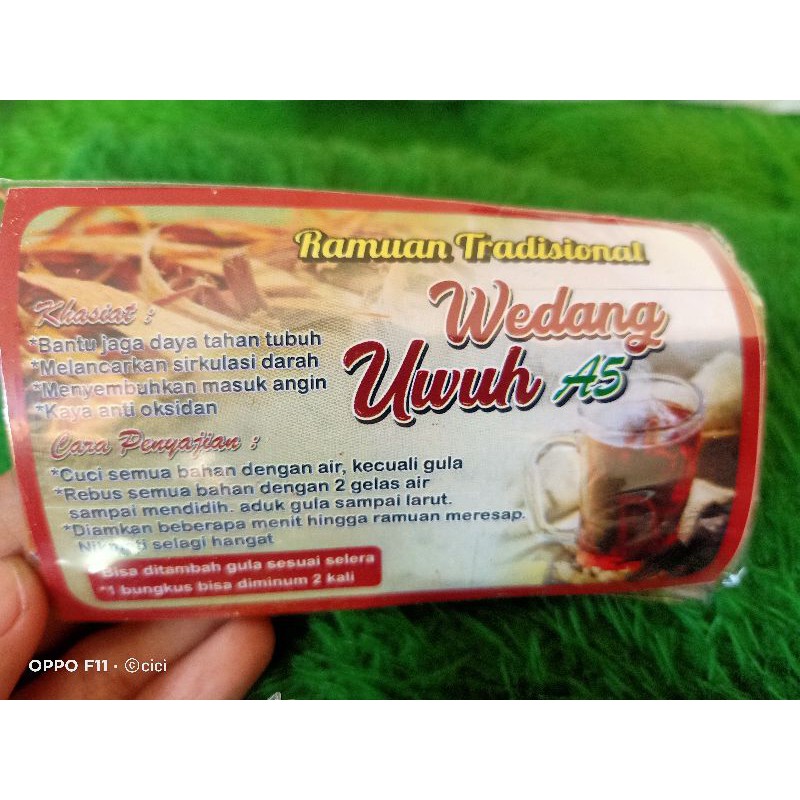 Ramuan Tradisional
Wedang
Uwuh A5
Khasiat :
*Bantu jaga daya tahan tubuh
*Melancarkan sirkulasi darah
*Menyembuhkan masuk angin
*Kaya anti oksidan
Cara Penyajian :
*Cuci semua bahan dengan air, kecuali gula
*Rebus semua bahan dengan 2 gelas air
sampai mendidih. aduk gula sampai larut.
*Diamkan beberapa menit hingga ramuan meresap.
selagi hangat
*Bisa ditambah gula sesuai selera
*1 bungkus bisa diminum 2 kali
OPPO F11 · ©cici